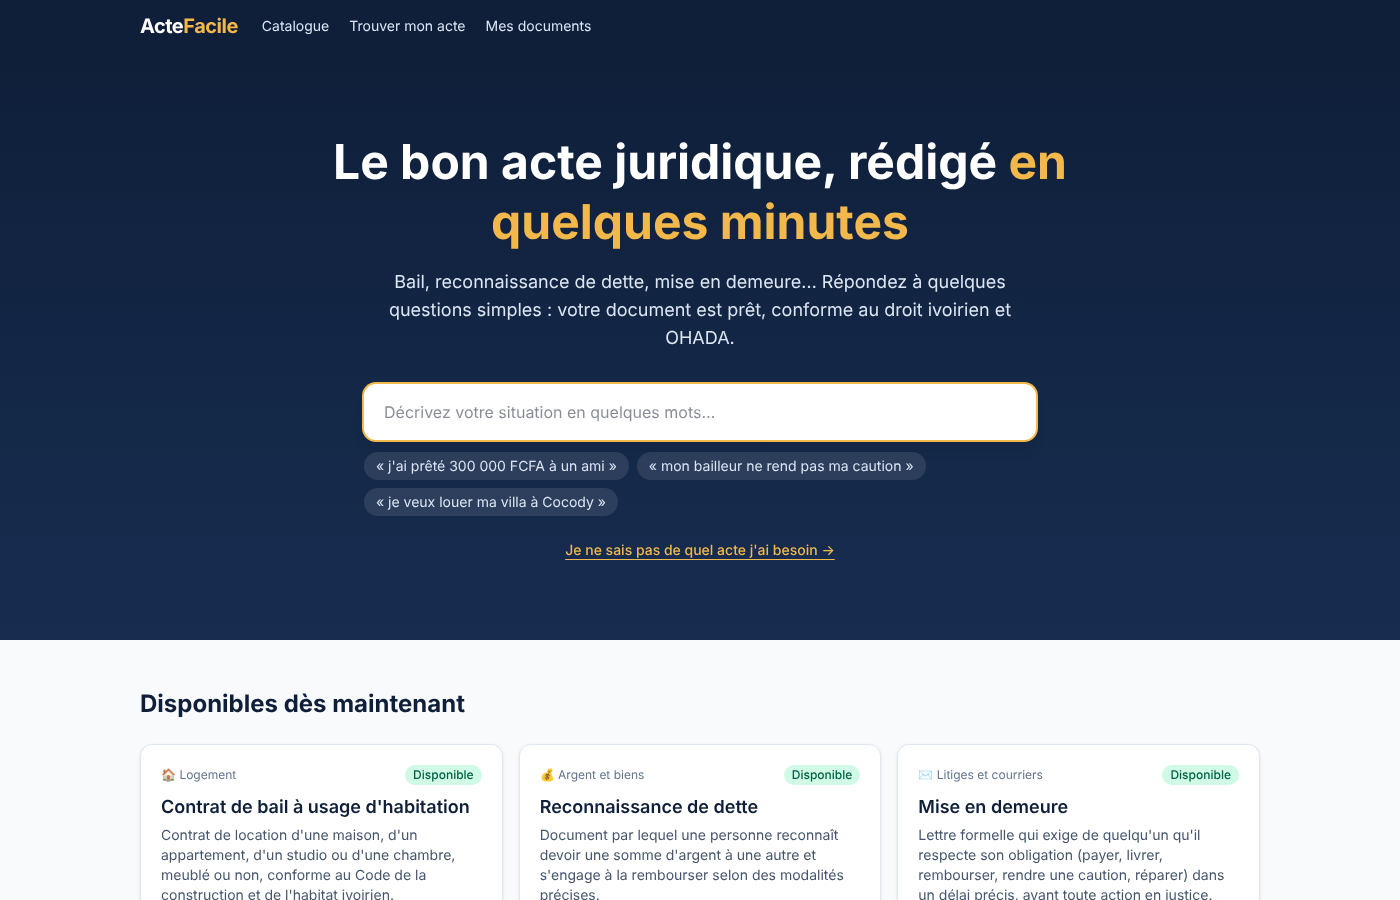 ActeFacile Catalogue Trouver mon acte Mes documents
Le bon acte juridique, rédigé en
quelques minutes
Bail, reconnaissance de dette, mise en demeure… Répondez à quelques
questions simples : votre document est prêt, conforme au droit ivoirien et
OHADA.
Décrivez votre situation en quelques mots…
« j'ai prêté 300 000 FCFA à un ami » « mon bailleur ne rend pas ma caution »
« je veux louer ma villa à Cocody »
Je ne sais pas de quel acte j'ai besoin →
Disponibles dès maintenant
🏠 Logement Disponible
Contrat de bail à usage d'habitation
Contrat de location d'une maison, d'un
appartement, d'un studio ou d'une chambre,
meublé ou non, conforme au Code de la
construction et de l'habitat ivoirien.
💰 Argent et biens Disponible
Reconnaissance de dette
Document par lequel une personne reconnaît
devoir une somme d'argent à une autre et
s'engage à la rembourser selon des modalités
précises.
✉️ Litiges et courriers Disponible
Mise en demeure
Lettre formelle qui exige de quelqu'un qu'il
respecte son obligation (payer, livrer,
rembourser, rendre une caution, réparer) dans
un délai précis, avant toute action en justice.